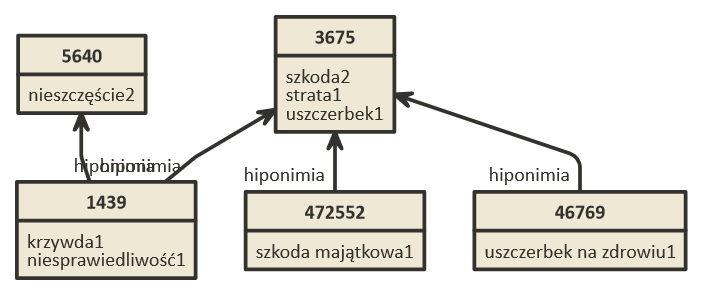 5640
nieszczęście2
3675
szkoda2
strata1
uszczerbek1
hiponimia
hiponimia
hiponimia
hiponimia
1439
krzywda1
niesprawiedliwość1
472552
szkoda majątkowa1
46769
uszczerbek na zdrowiu1